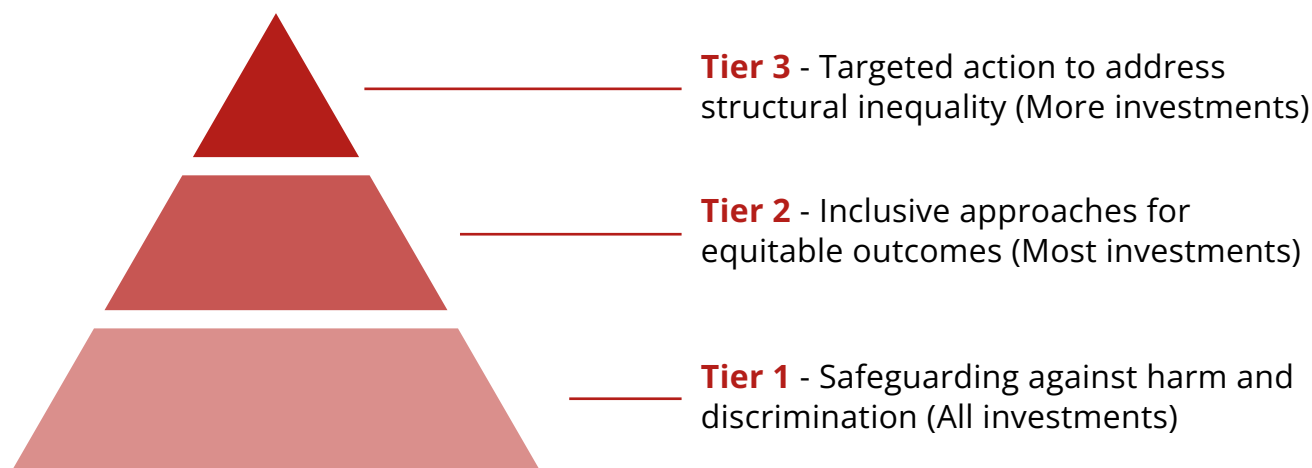 Tier 3 - Targeted action to address
structural inequality (More investments)
Tier 2 - Inclusive approaches for
equitable outcomes (Most investments)
Tier 1 - Safeguarding against harm and
discrimination (All investments)